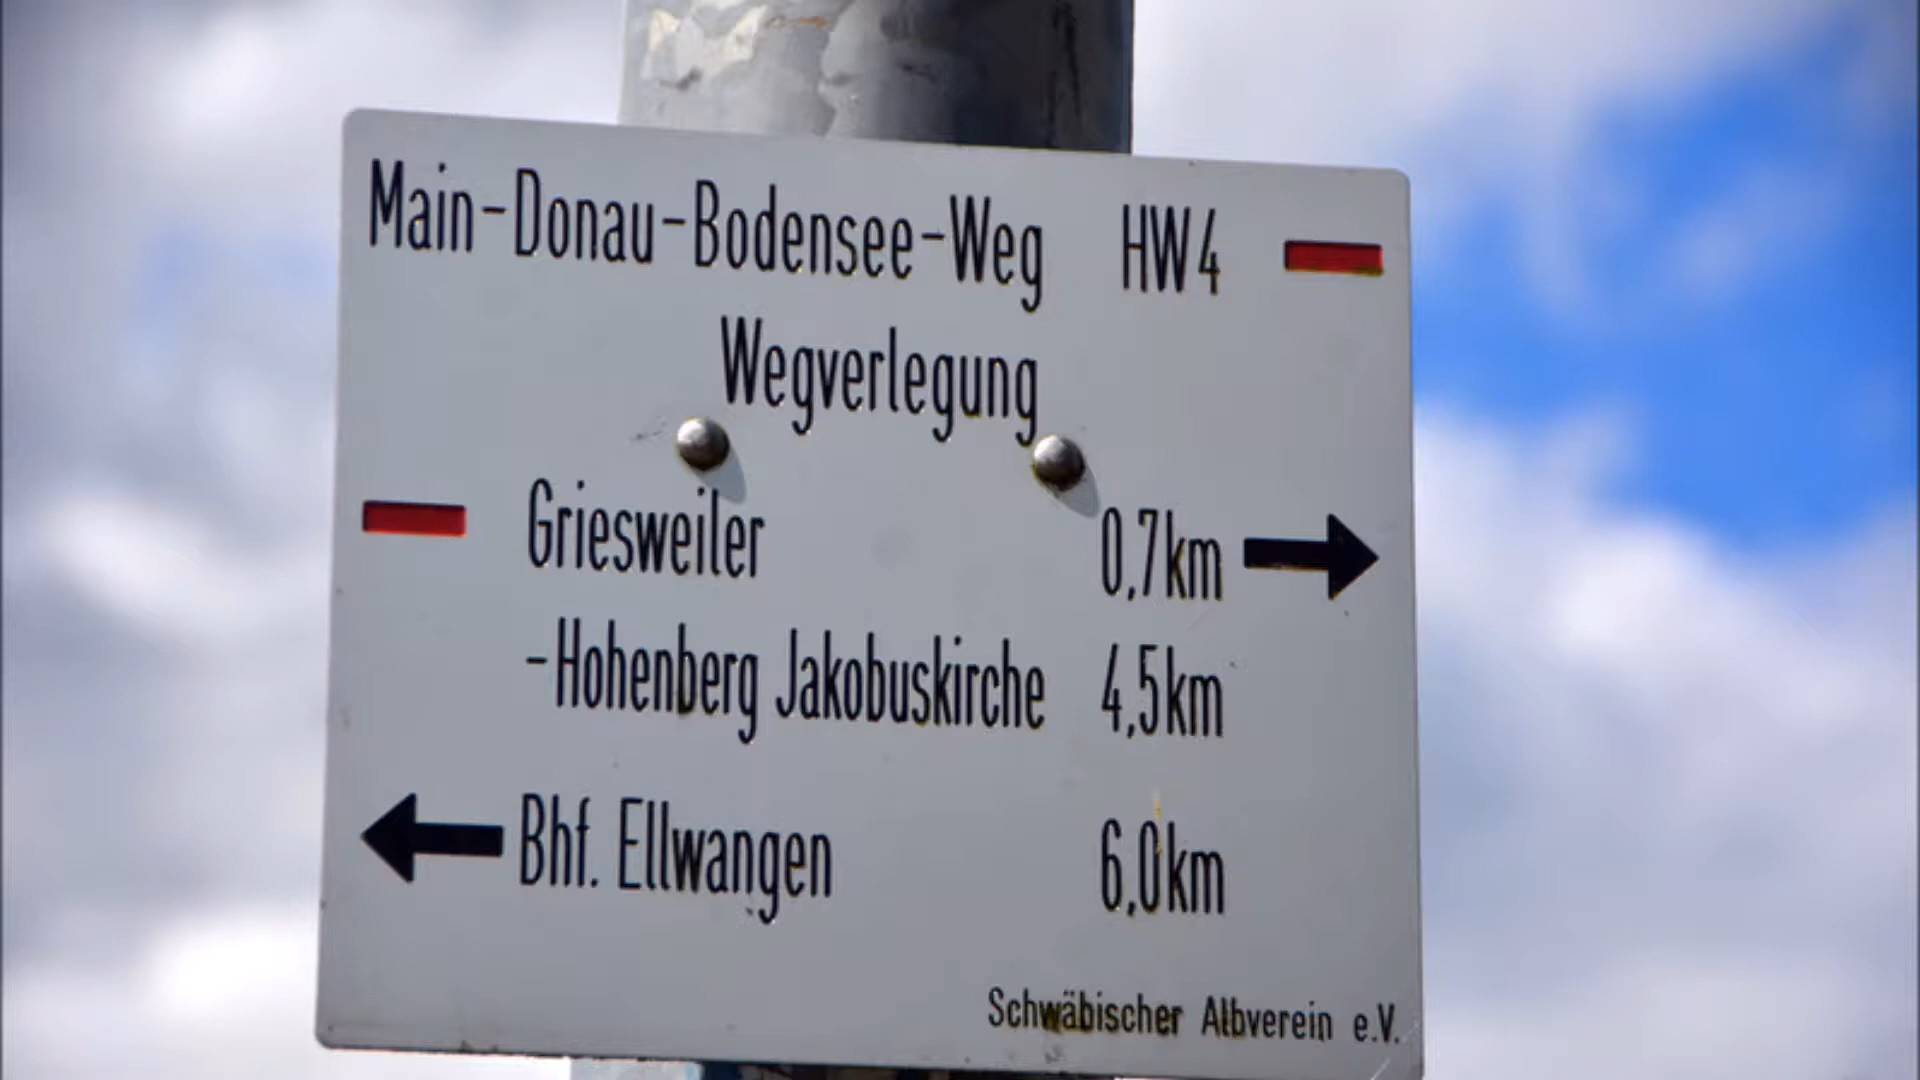 Main-Donau-Bodensee-Weg HW4
Wegverlegung
Griesweiler 0,7km
-Hohenberg Jakobuskirche 4,5km
Bhf. Ellwangen 6,0km
Schwäbischer Albverein e.V.